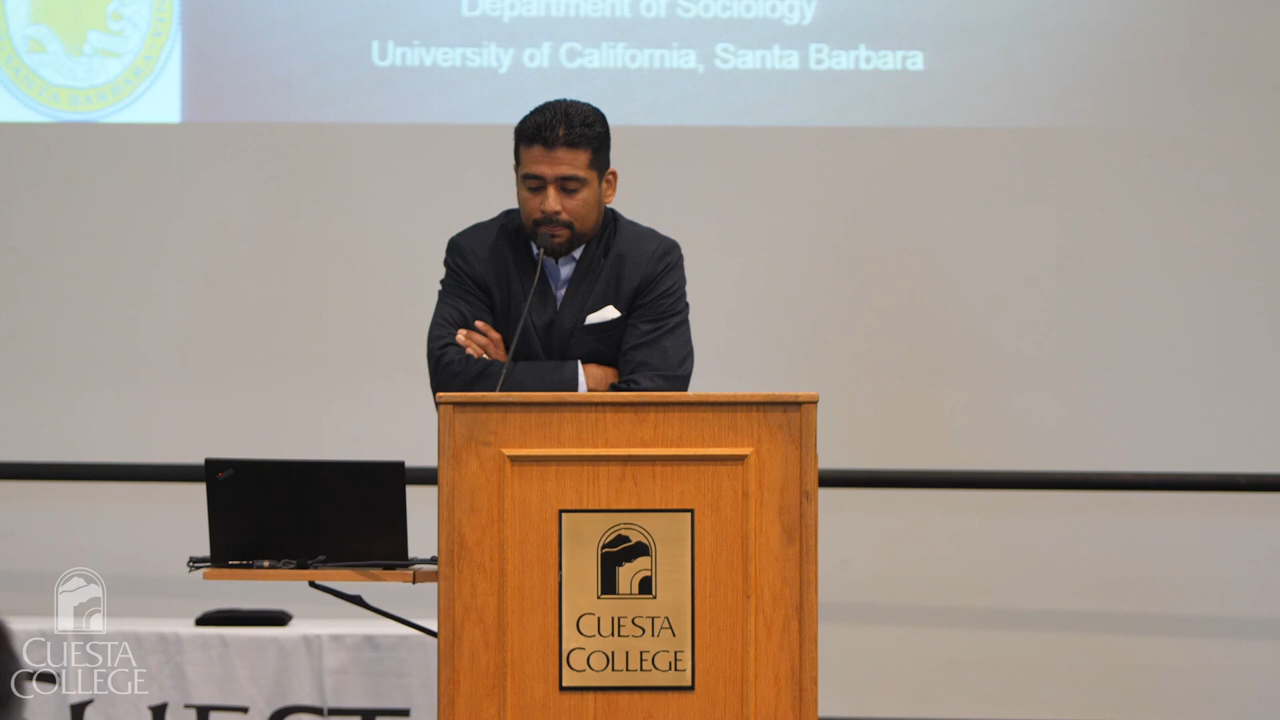 Department of Sociology
University of California, Santa Barbara
CUESTA
COLLEGE
CUESTA
COLLEGE